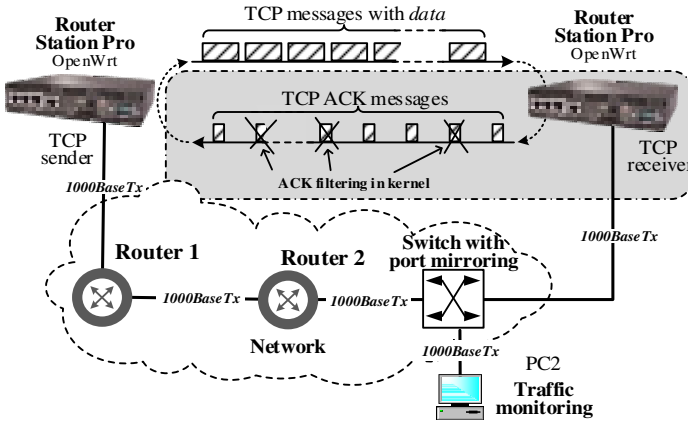 TCP messages with data
Router
Station Pro
OpenWrt
Router
Station Pro
OpenWrt
TCP ACK messages
TCP
sender
TCP
receiver
ACK filtering in kernel
1000BaseTx
1000BaseTx
Router 1
Router 2
Switch with
port mirroring
1000BaseTx
1000BaseTx
Network
1000BaseTx
PC2
Traffic
monitoring